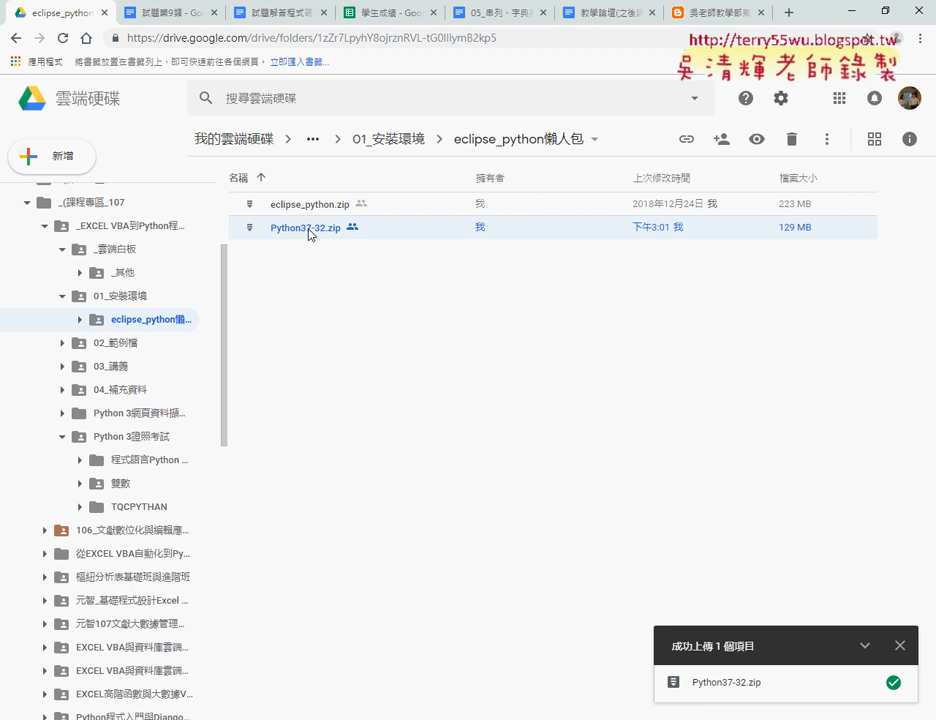 eclipse_python
試題第9類 - Go
試題解答程式碼
學生成績 - Goo
05_串列、字典與
教學論壇(之後課
吳老師教學部落
https://drive.google.com/drive/folders/1zZr7LpyhY8ojrznRVL-tG0lIiymB2kp5
http://terry55wu.blogspot.tw
吳清輝老師錄製
應用程式
將書籤放置在書籤列上，即可快速前往各個網頁。
立即匯入書籤...
雲端硬碟
搜尋雲端硬碟
新增
我的雲端硬碟
01_安裝環境
eclipse_python懶人包
名稱
擁有者
上次修改時間
檔案大小
eclipse_python.zip
我
2018年12月24日 我
223 MB
Python37-32.zip
我
下午3:01 我
129 MB
_(課程專區_107
_EXCEL VBA到Python程...
_雲端白板
_其他
01_安裝環境
eclipse_python懶...
02_範例檔
03_講義
04_補充資料
Python 3網頁資料擷...
Python 3證照考試
程式語言Python ...
雙數
TQCPYTHAN
106_文獻數位化與編輯應...
從EXCEL VBA自動化到Py...
樞紐分析表基礎班與進階班
元智_基礎程式設計Excel ...
元智107文獻大數據管理...
EXCEL VBA與資料庫雲端...
EXCEL VBA與資料庫雲端...
EXCEL高階函數與大數據V...
Python程式入門與Django...
成功上傳 1 個項目
Python37-32.zip